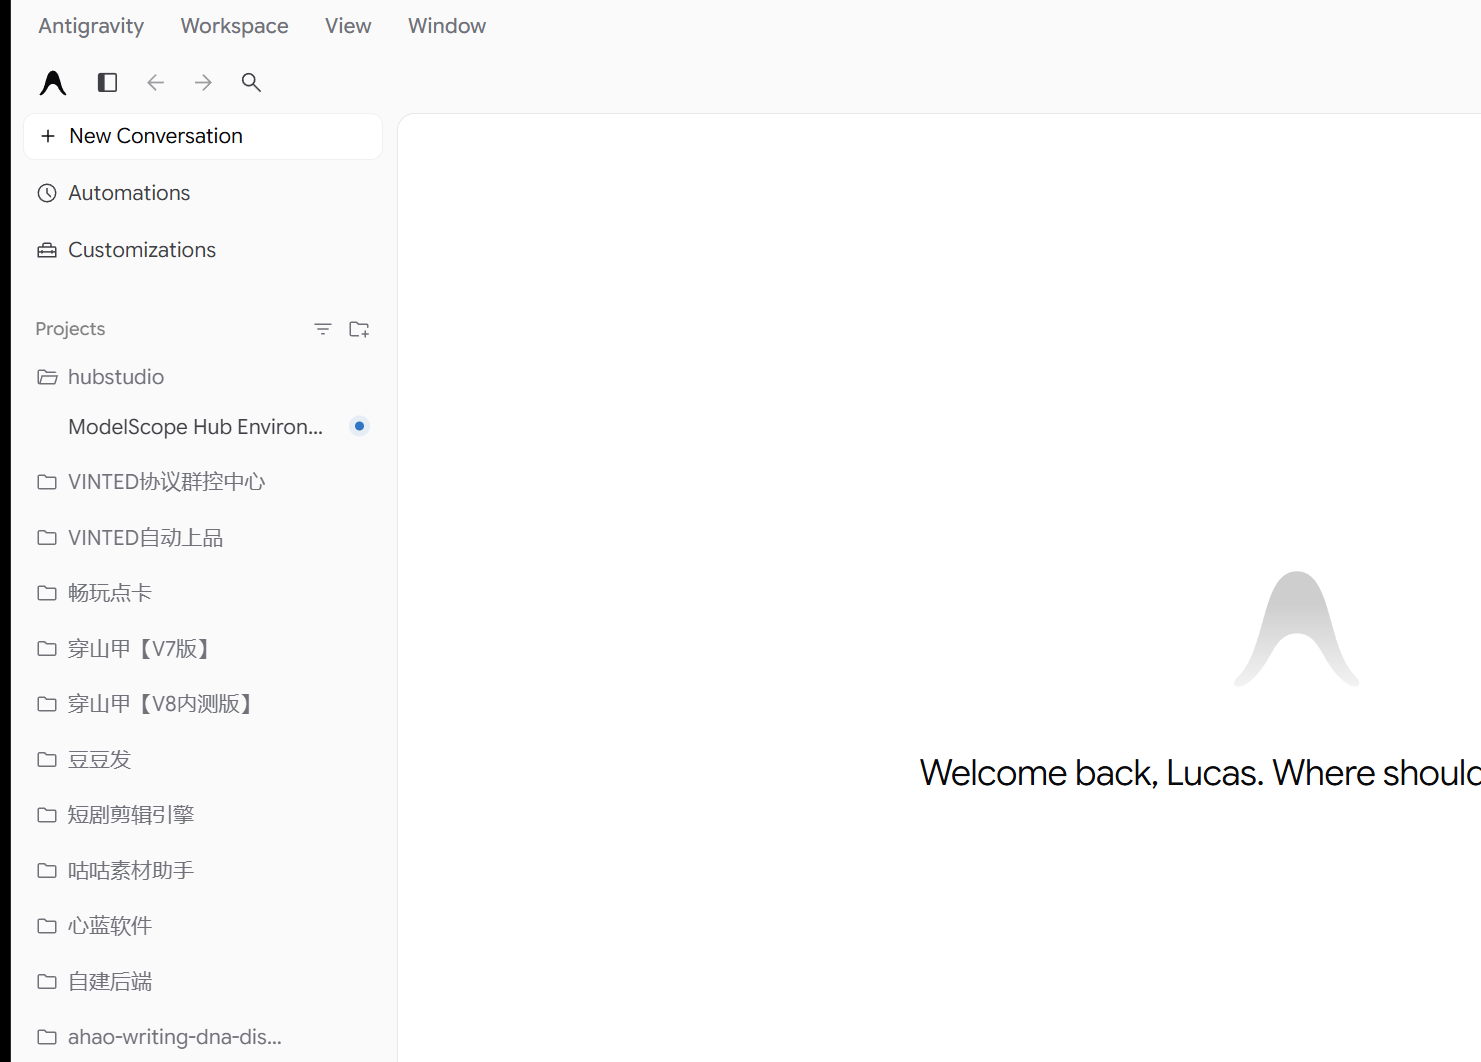 Antigravity Workspace View Window
New Conversation
Automations
Customizations
Projects
hubstudio
ModelScope Hub Environ...
VINTED协议群控中心
VINTED自动上品
畅玩点卡
穿山甲【V7版】
穿山甲【V8内测版】
豆豆发
短剧剪辑引擎
咕咕素材助手
心蓝软件
自建后端
ahao-writing-dna-dis...
Welcome back, Lucas. Where should